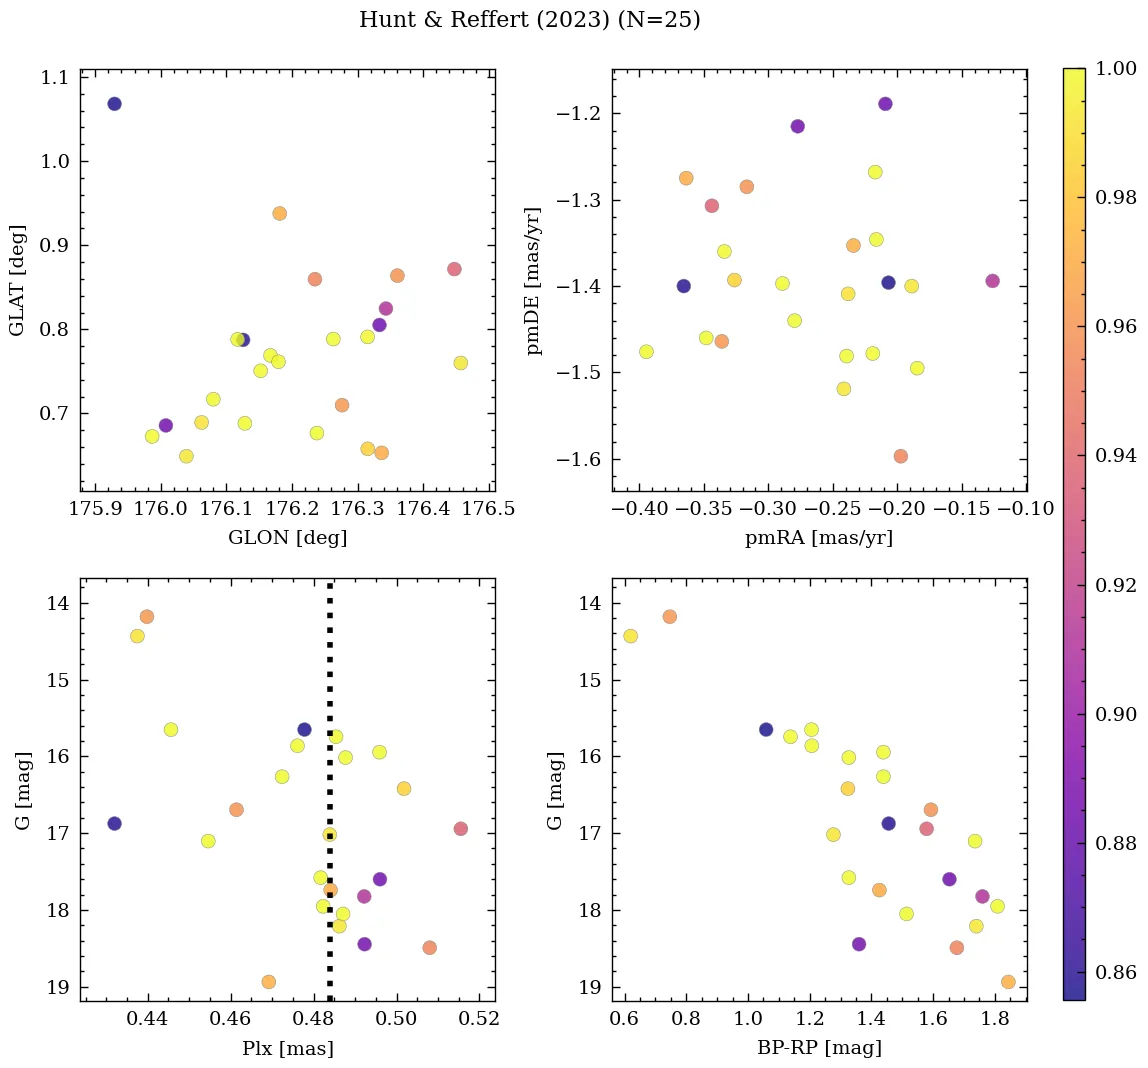 Hunt & Reffert (2023) (N=25)
1.1
1.0
0.9
0.8
0.7
GLAT [deg]
175.9 176.0 176.1 176.2 176.3 176.4 176.5
GLON [deg]
−1.2
−1.3
−1.4
−1.5
−1.6
pmDE [mas/yr]
−0.40 −0.35 −0.30 −0.25 −0.20 −0.15 −0.10
pmRA [mas/yr]
14
15
16
17
18
19
G [mag]
0.44 0.46 0.48 0.50 0.52
Plx [mas]
14
15
16
17
18
19
G [mag]
0.6 0.8 1.0 1.2 1.4 1.6 1.8
BP-RP [mag]
1.00
0.98
0.96
0.94
0.92
0.90
0.88
0.86